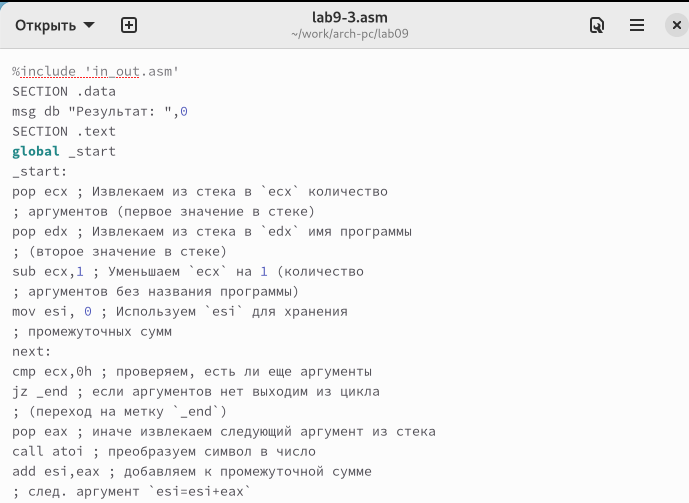 Открыть
lab9-3.asm
~/work/arch-pc/lab09
%include 'in_out.asm'
SECTION .data
msg db "Результат: ",0
SECTION .text
global _start
_start:
pop ecx ; Извлекаем из стека в `ecx` количество
; аргументов (первое значение в стеке)
pop edx ; Извлекаем из стека в `edx` имя программы
; (второе значение в стеке)
sub ecx,1 ; Уменьшаем `ecx` на 1 (количество
; аргументов без названия программы)
mov esi, 0 ; Используем `esi` для хранения
; промежуточных сумм
next:
cmp ecx,0h ; проверяем, есть ли еще аргументы
jz _end ; если аргументов нет выходим из цикла
; (переход на метку `_end`)
pop eax ; иначе извлекаем следующий аргумент из стека
call atoi ; преобразуем символ в число
add esi,eax ; добавляем к промежуточной сумме
; след. аргумент `esi=esi+eax`